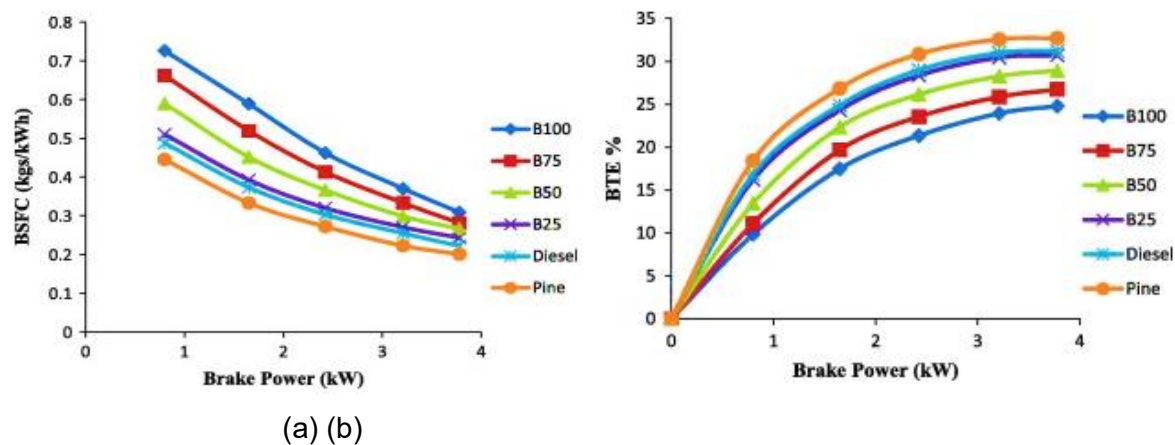 0.8
0.7
0.6
0.5
0.4
0.3
0.2
0.1
0
BSFC (kgs/kWh)
0 1 2 3 4
Brake Power (kW)
B100
B75
B50
B25
Diesel
Pine
35
30
25
20
15
10
5
0
BTE %
0 1 2 3 4
Brake Power (kW)
B100
B75
B50
B25
Diesel
Pine
(a) (b)